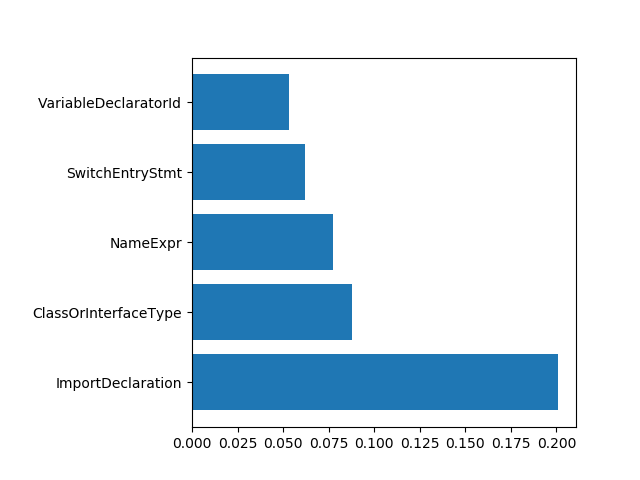 VariableDeclaratorId
SwitchEntryStmt
NameExpr
ClassOrInterfaceType
ImportDeclaration
0.000 0.025 0.050 0.075 0.100 0.125 0.150 0.175 0.200